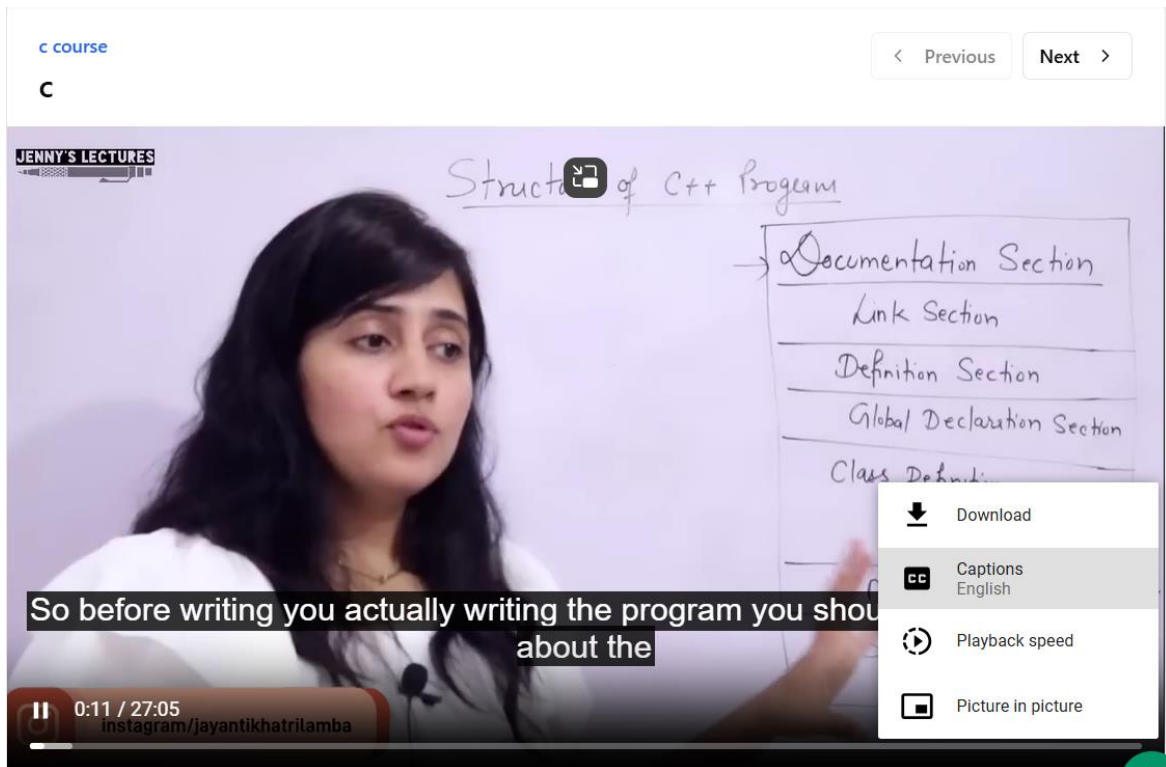 c course
C
Previous
Next
JENNY'S LECTURES
Structu of C++ Program
Documentation Section
Link Section
Definition Section
Global Declaration Section
Class
Download
Captions
English
Playback speed
Picture in picture
So before writing you actually writing the program you shou
about the
0:11 / 27:05
instagram/jayantikhatrilamba